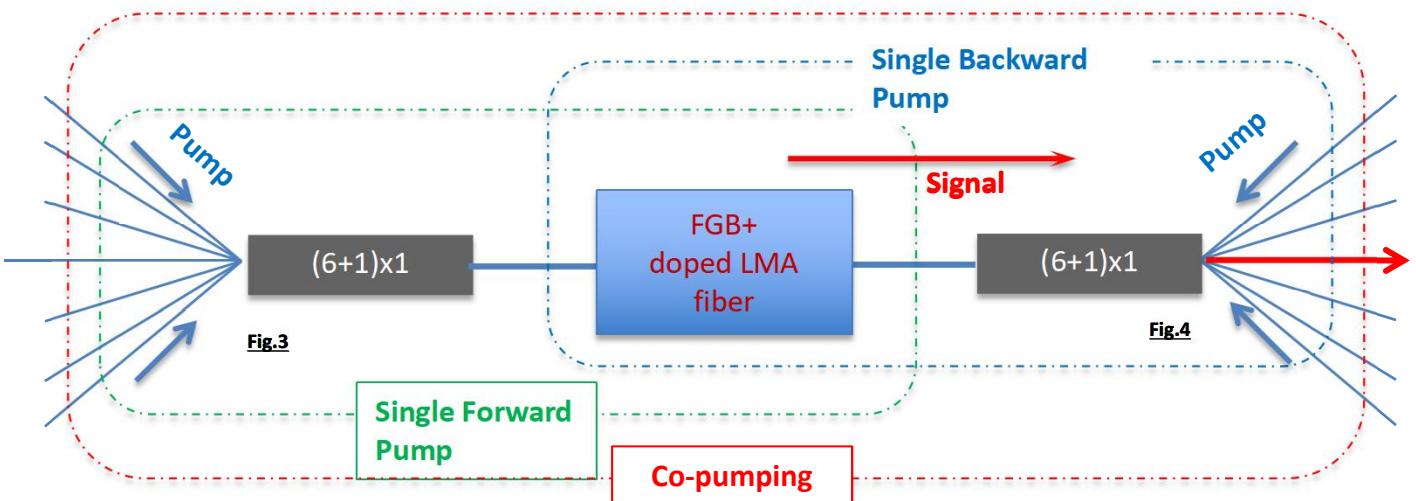 Single Backward
Pump
Pump
Pump
Signal
FGB+
doped LMA
fiber
(6+1)x1
(6+1)x1
Fig.3
Fig.4
Single Forward
Pump
Co-pumping